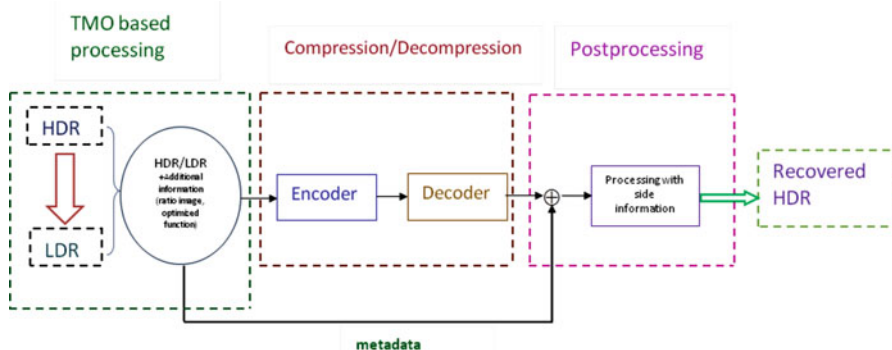 TMO based
processing
Compression/Decompression
Postprocessing
HDR
LDR
HDR/LDR
+Additional
information
(ratio image,
optimized
function)
Encoder
Decoder
Processing with
side
information
Recovered
HDR
metadata